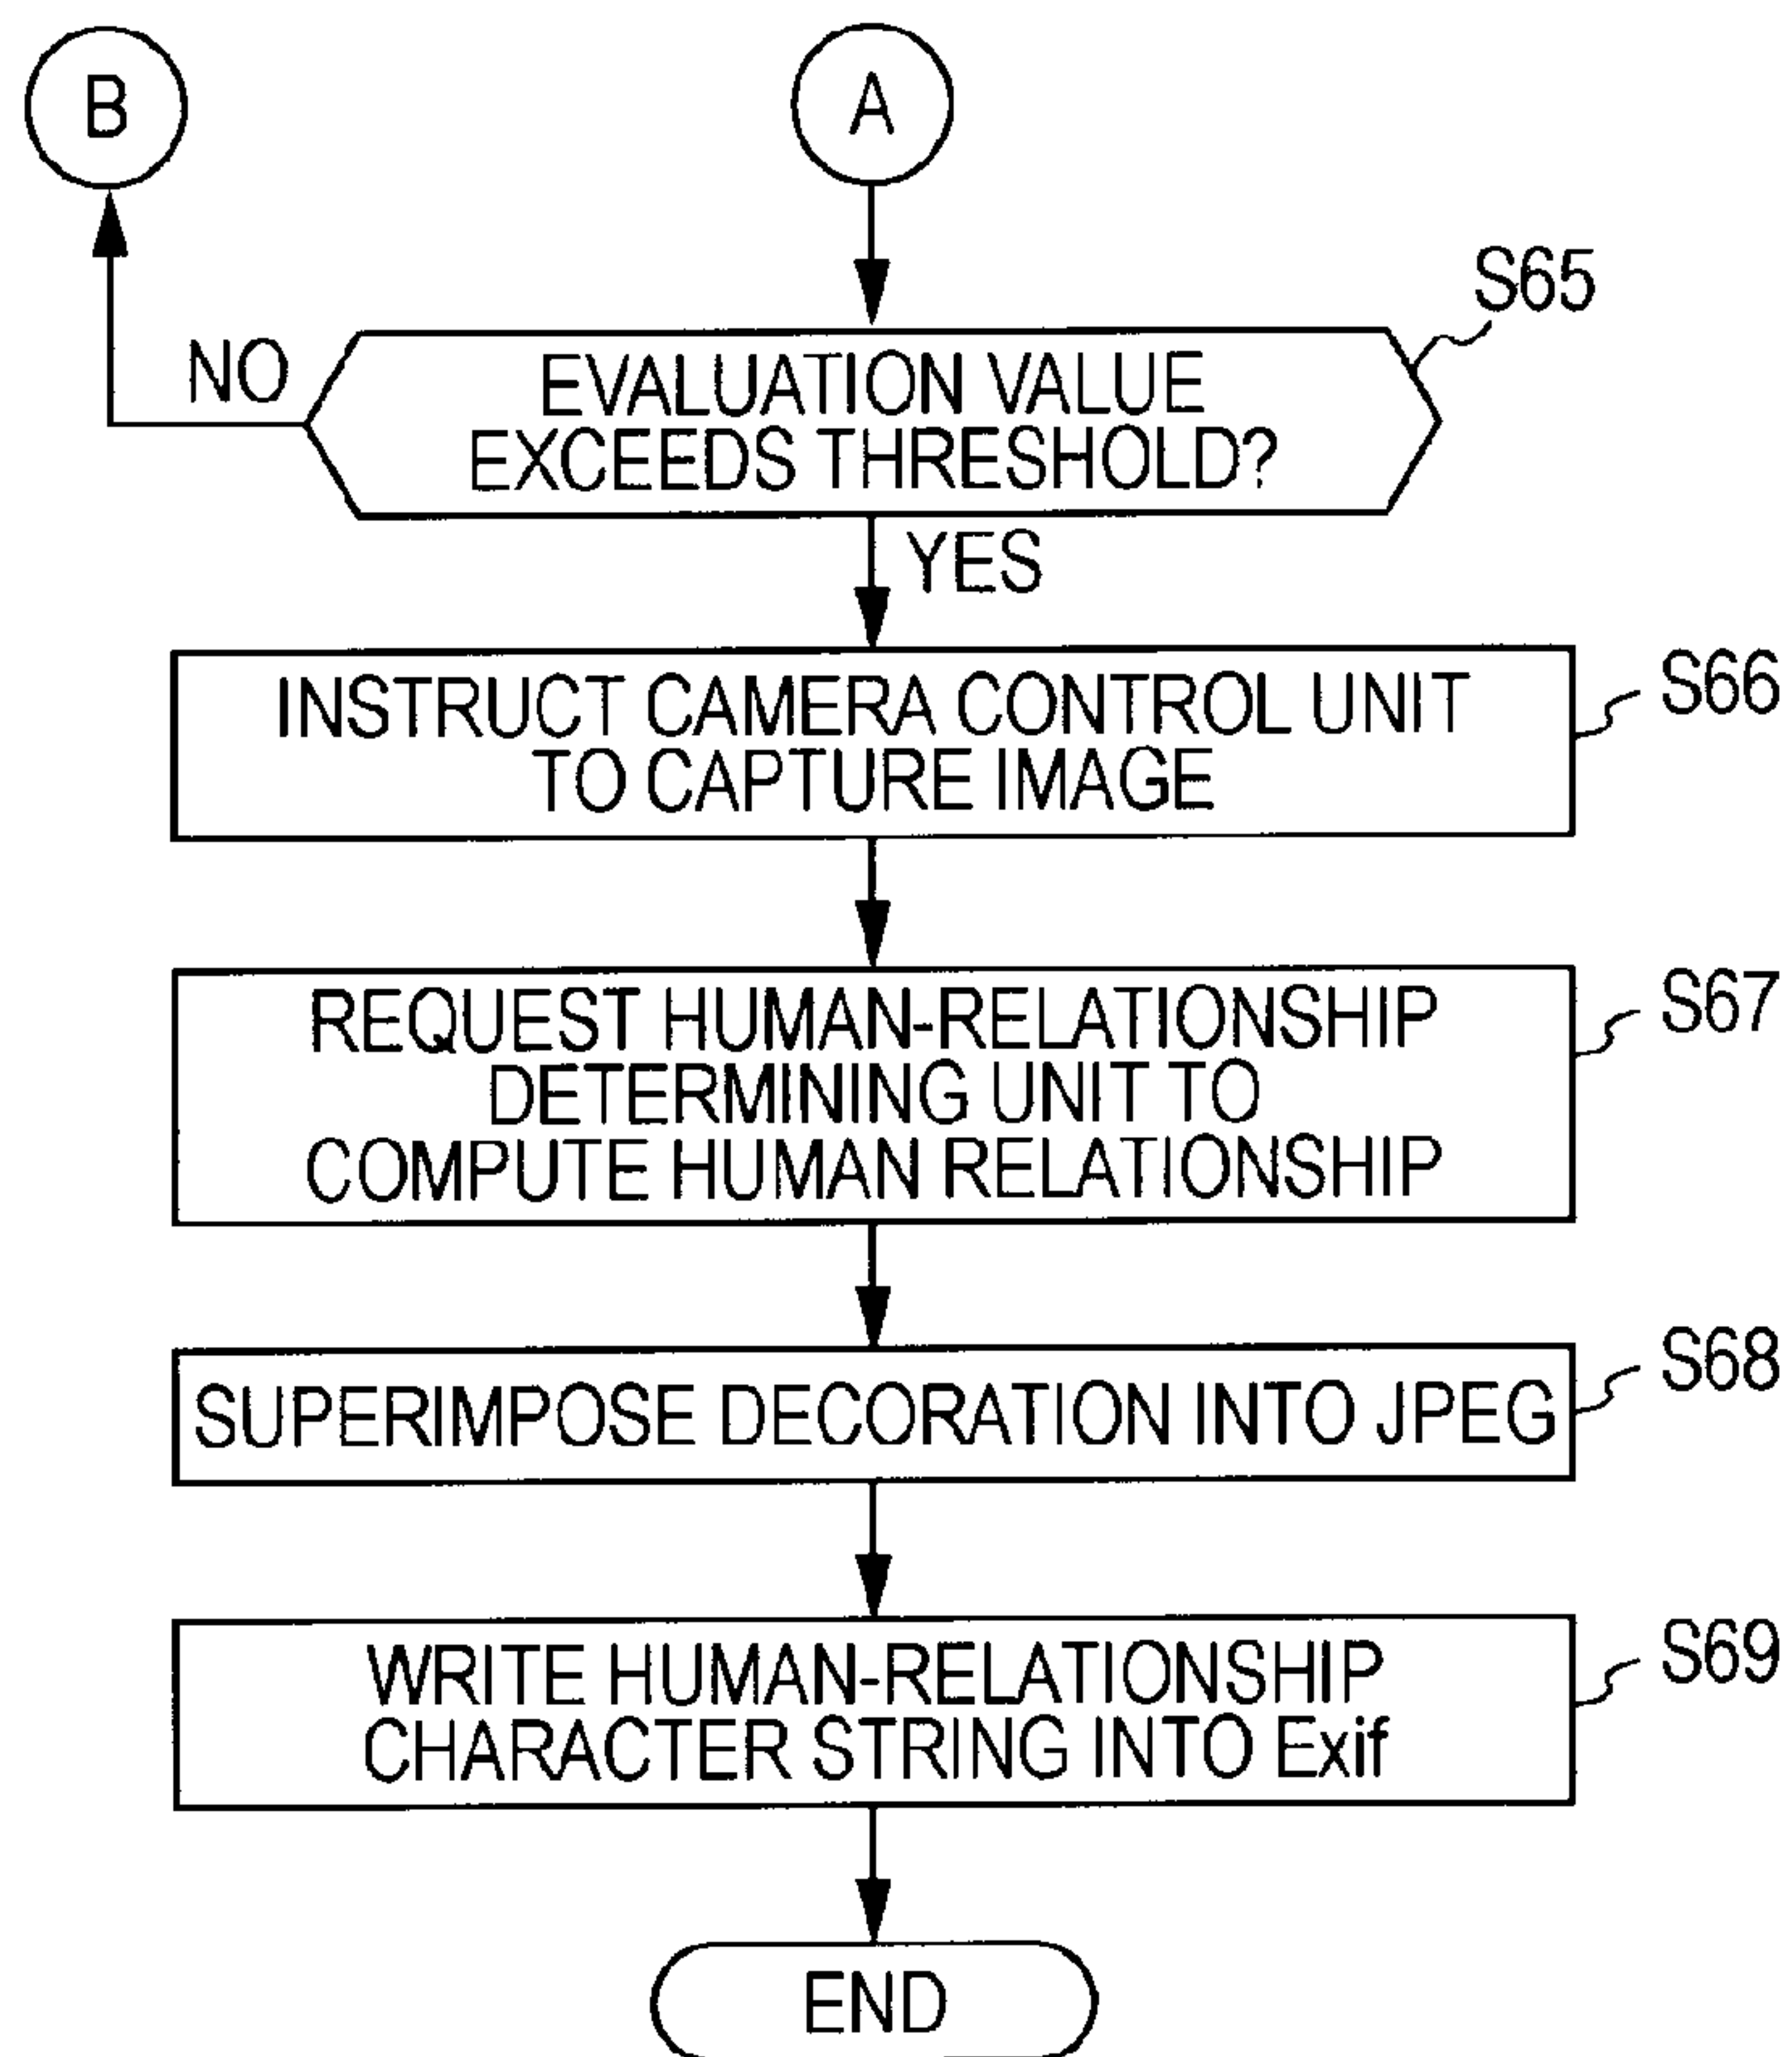 B
A
S65
NO
EVALUATION VALUE
EXCEEDS THRESHOLD?
YES
INSTRUCT CAMERA CONTROL UNIT
TO CAPTURE IMAGE
S66
REQUEST HUMAN-RELATIONSHIP
DETERMINING UNIT TO
COMPUTE HUMAN RELATIONSHIP
S67
SUPERIMPOSE DECORATION INTO JPEG
S68
WRITE HUMAN-RELATIONSHIP
CHARACTER STRING INTO Exif
S69
END